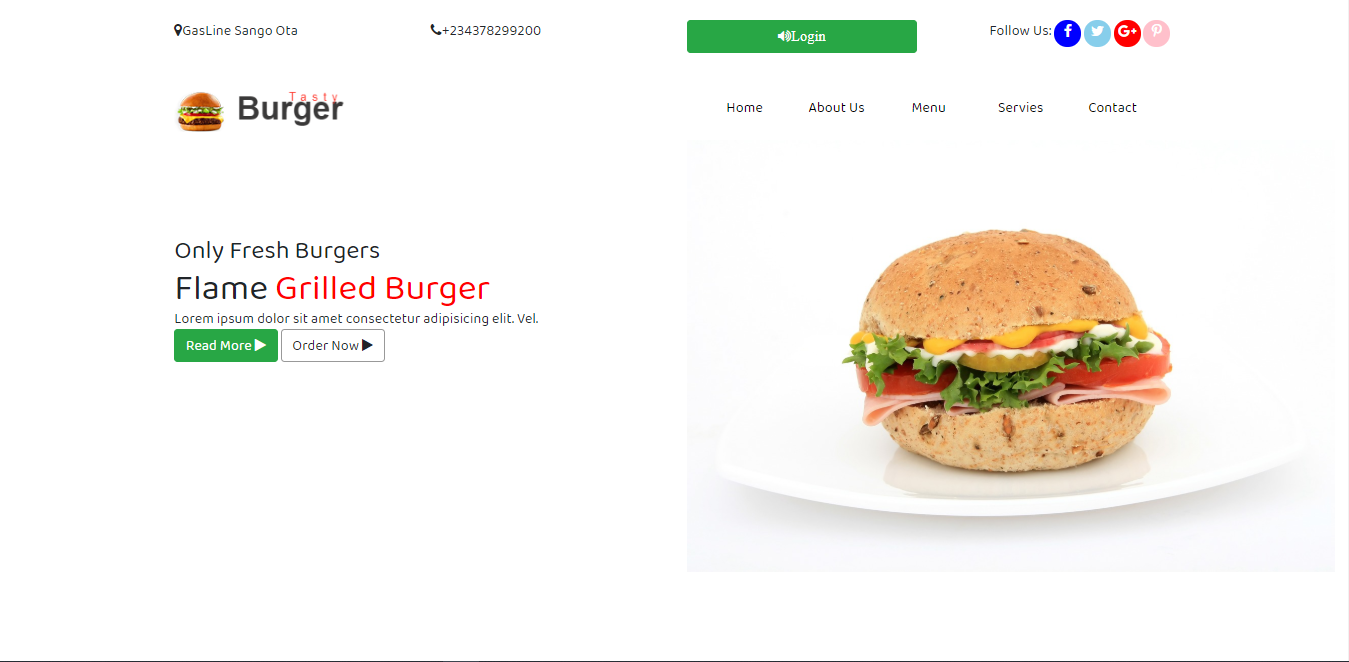 GasLine Sango Ota
+234378299200
Login
Follow Us: f G+
Tasty
Burger
Home About Us Menu Servies Contact
Only Fresh Burgers
Flame Grilled Burger
Lorem ipsum dolor sit amet consectetur adipisicing elit. Vel.
Read More Order Now